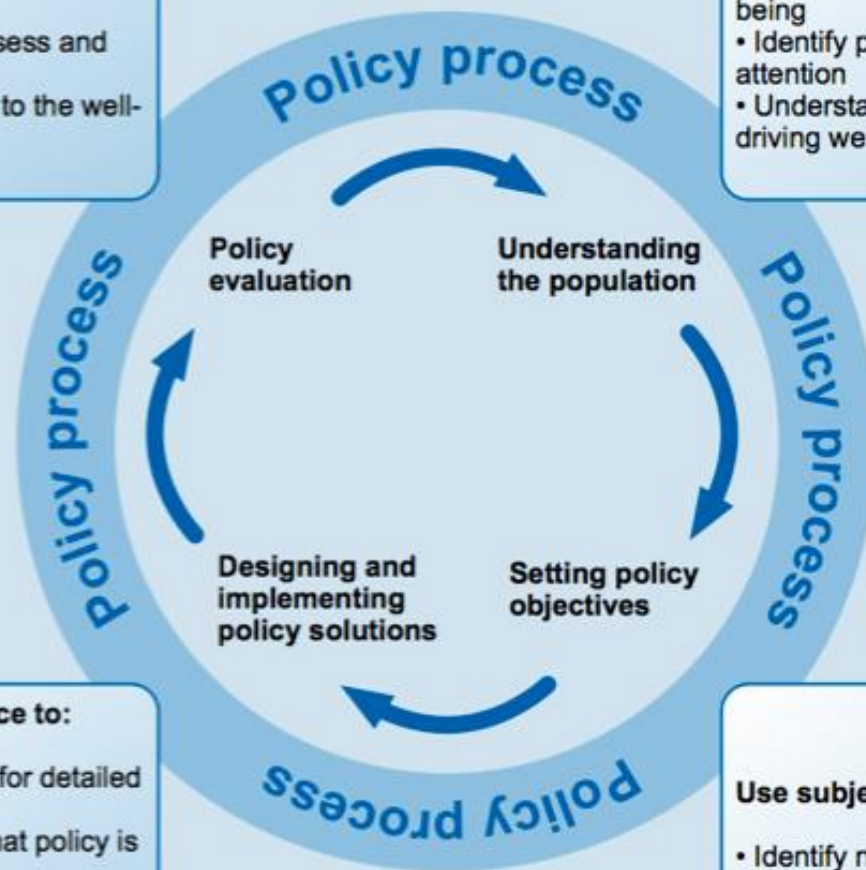 sess and
to the well-
being
• Identify p
attention
• Understa
driving we
Policy process
Policy process
Policy process
Policy process
Policy
evaluation
Understanding
the population
Designing and
implementing
policy solutions
Setting policy
objectives
ce to:
for detailed
at policy is
Use subje
• Identify n